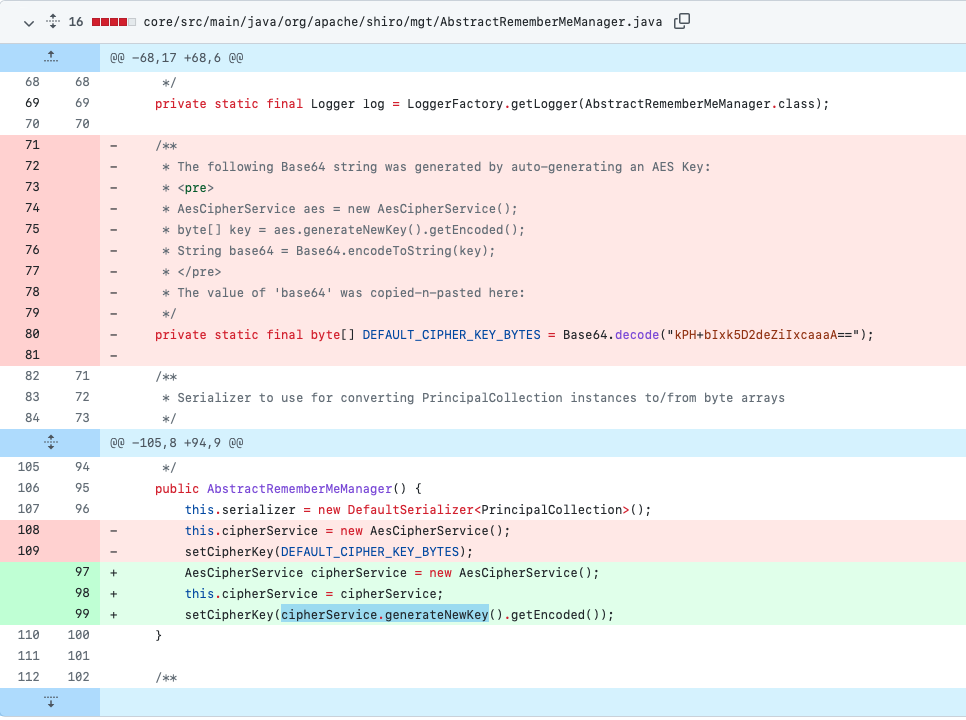 16 core/src/main/java/org/apache/shiro/mgt/AbstractRememberMeManager.java
@@ -68,17 +68,6 @@
68 68 */
69 69 private static final Logger log = LoggerFactory.getLogger(AbstractRememberMeManager.class);
70 70
71 - /**
72 - * The following Base64 string was generated by auto-generating an AES Key:
73 - * <pre>
74 - * AesCipherService aes = new AesCipherService();
75 - * byte[] key = aes.generateNewKey().getEncoded();
76 - * String base64 = Base64.encodeToString(key);
77 - * </pre>
78 - * The value of 'base64' was copied-n-pasted here:
79 - */
80 - private static final byte[] DEFAULT_CIPHER_KEY_BYTES = Base64.decode("kPH+bIxk5D2deZiIxcaaaA==");
81 -
82 71 /**
83 72 * Serializer to use for converting PrincipalCollection instances to/from byte arrays
84 73 */
@@ -105,8 +94,9 @@
105 94 */
106 95 public AbstractRememberMeManager() {
107 96 this.serializer = new DefaultSerializer<PrincipalCollection>();
108 - this.cipherService = new AesCipherService();
109 - setCipherKey(DEFAULT_CIPHER_KEY_BYTES);
97 + AesCipherService cipherService = new AesCipherService();
98 + this.cipherService = cipherService;
99 + setCipherKey(cipherService.generateNewKey().getEncoded());
110 100 }
111 101
112 102 /**